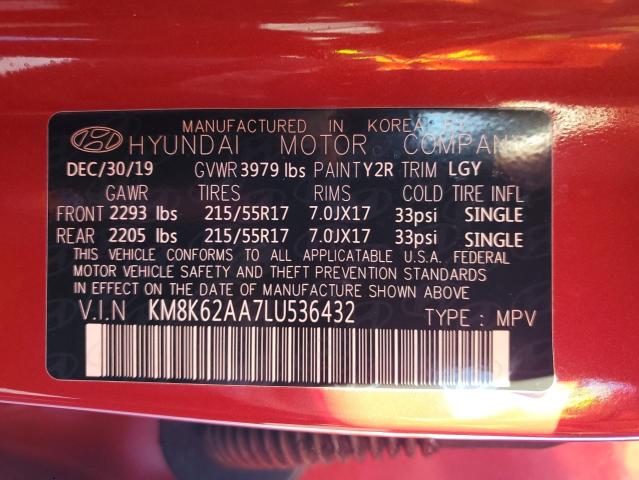 MANUFACTURED IN KOREA BY
HYUNDAI MOTOR COMPANY
DEC/30/19 GVWR 3979 lbs PAINT Y2R TRIM LGY
GAWR TIRES RIMS COLD TIRE INFL
FRONT 2293 lbs 215/55R17 7.0JX17 33psi SINGLE
REAR 2205 lbs 215/55R17 7.0JX17 33psi SINGLE
THIS VEHICLE CONFORMS TO ALL APPLICATABLE U.S.A. FEDERAL
MOTOR VEHICLE SAFETY AND THEFT PREVENTION STANDARDS
IN EFFECT ON THE DATE OF MANUFACTURE SHOWN ABOVE.
V.I.N KM8K62AA7LU536432 TYPE : MPV